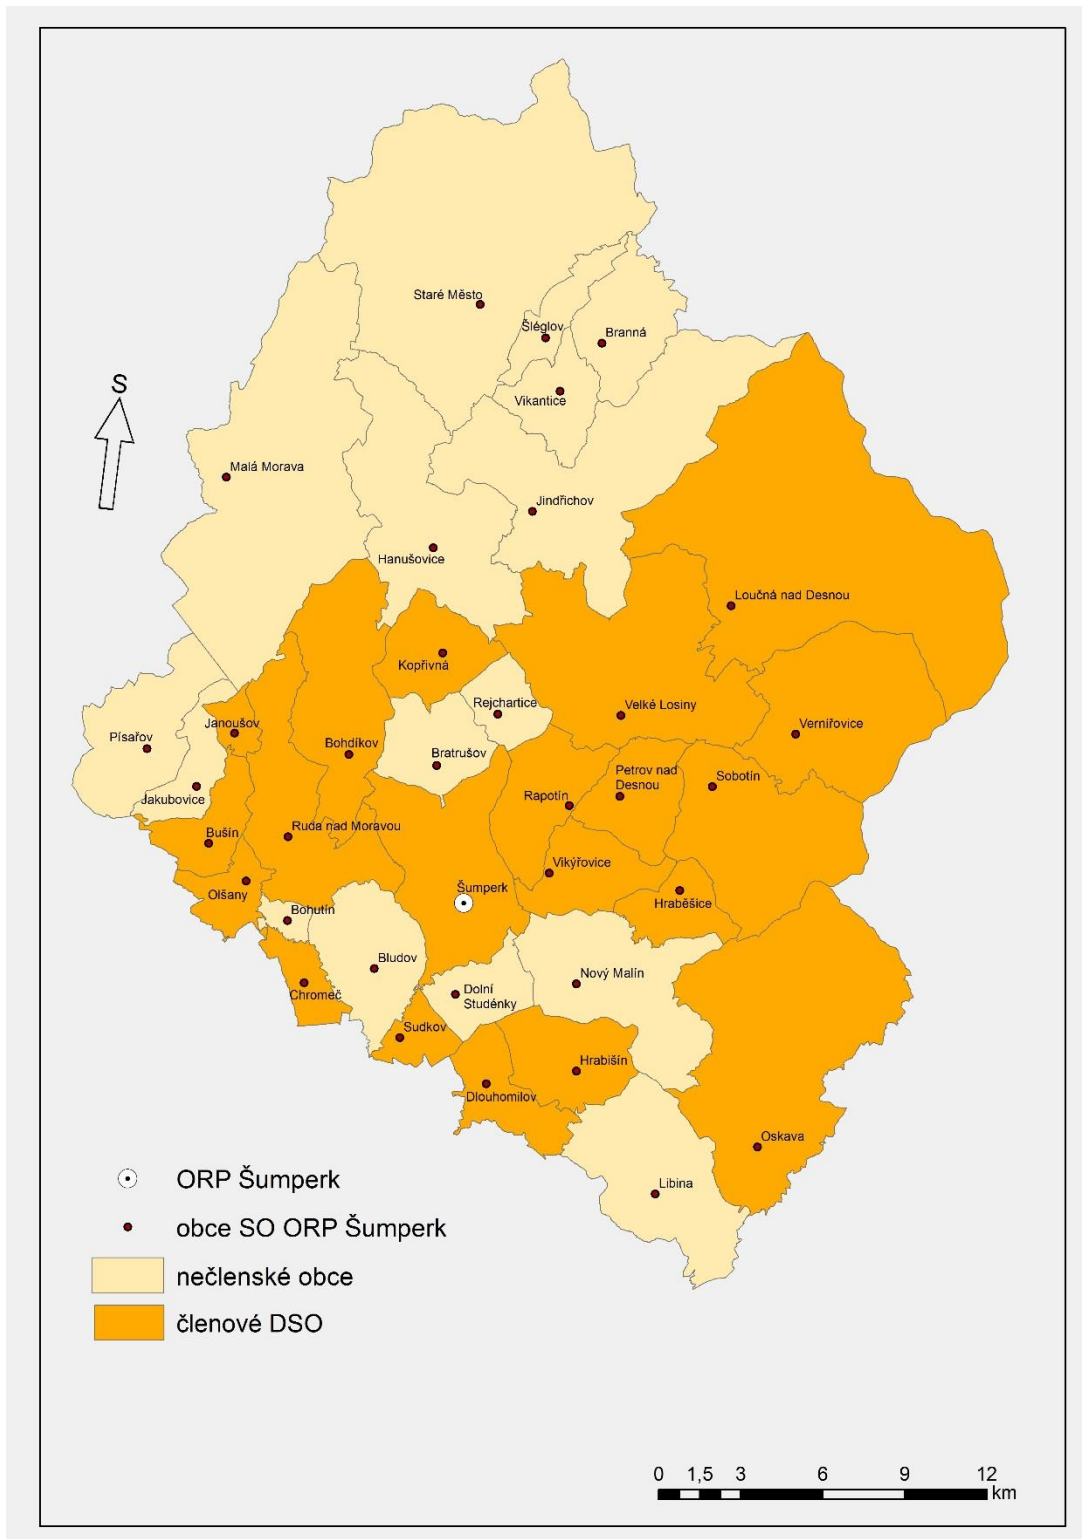 Staré Město
Šléglov
Branná
Vikantice
S
Malá Morava
Jindřichov
Hanušovice
Loučná nad Desnou
Kopřivná
Rejchartice
Velké Losiny
Janoušov
Vernířovice
Písařov
Bohdíkov
Bratrušov
Petrov nad
Desnou
Sobotín
Jakubovice
Rapotín
Bušín
Ruda nad Moravou
Vikýřovice
Olšany
Šumperk
Hraběšice
Bohutín
Bludov
Nový Malín
Chromeč
Dolní
Studénky
Sudkov
Hrabišín
Dlouhomilov
Oskava
Libina
ORP Šumperk
obce SO ORP Šumperk
nečlenské obce
členové DSO
0 1,5 3 6 9 12
km